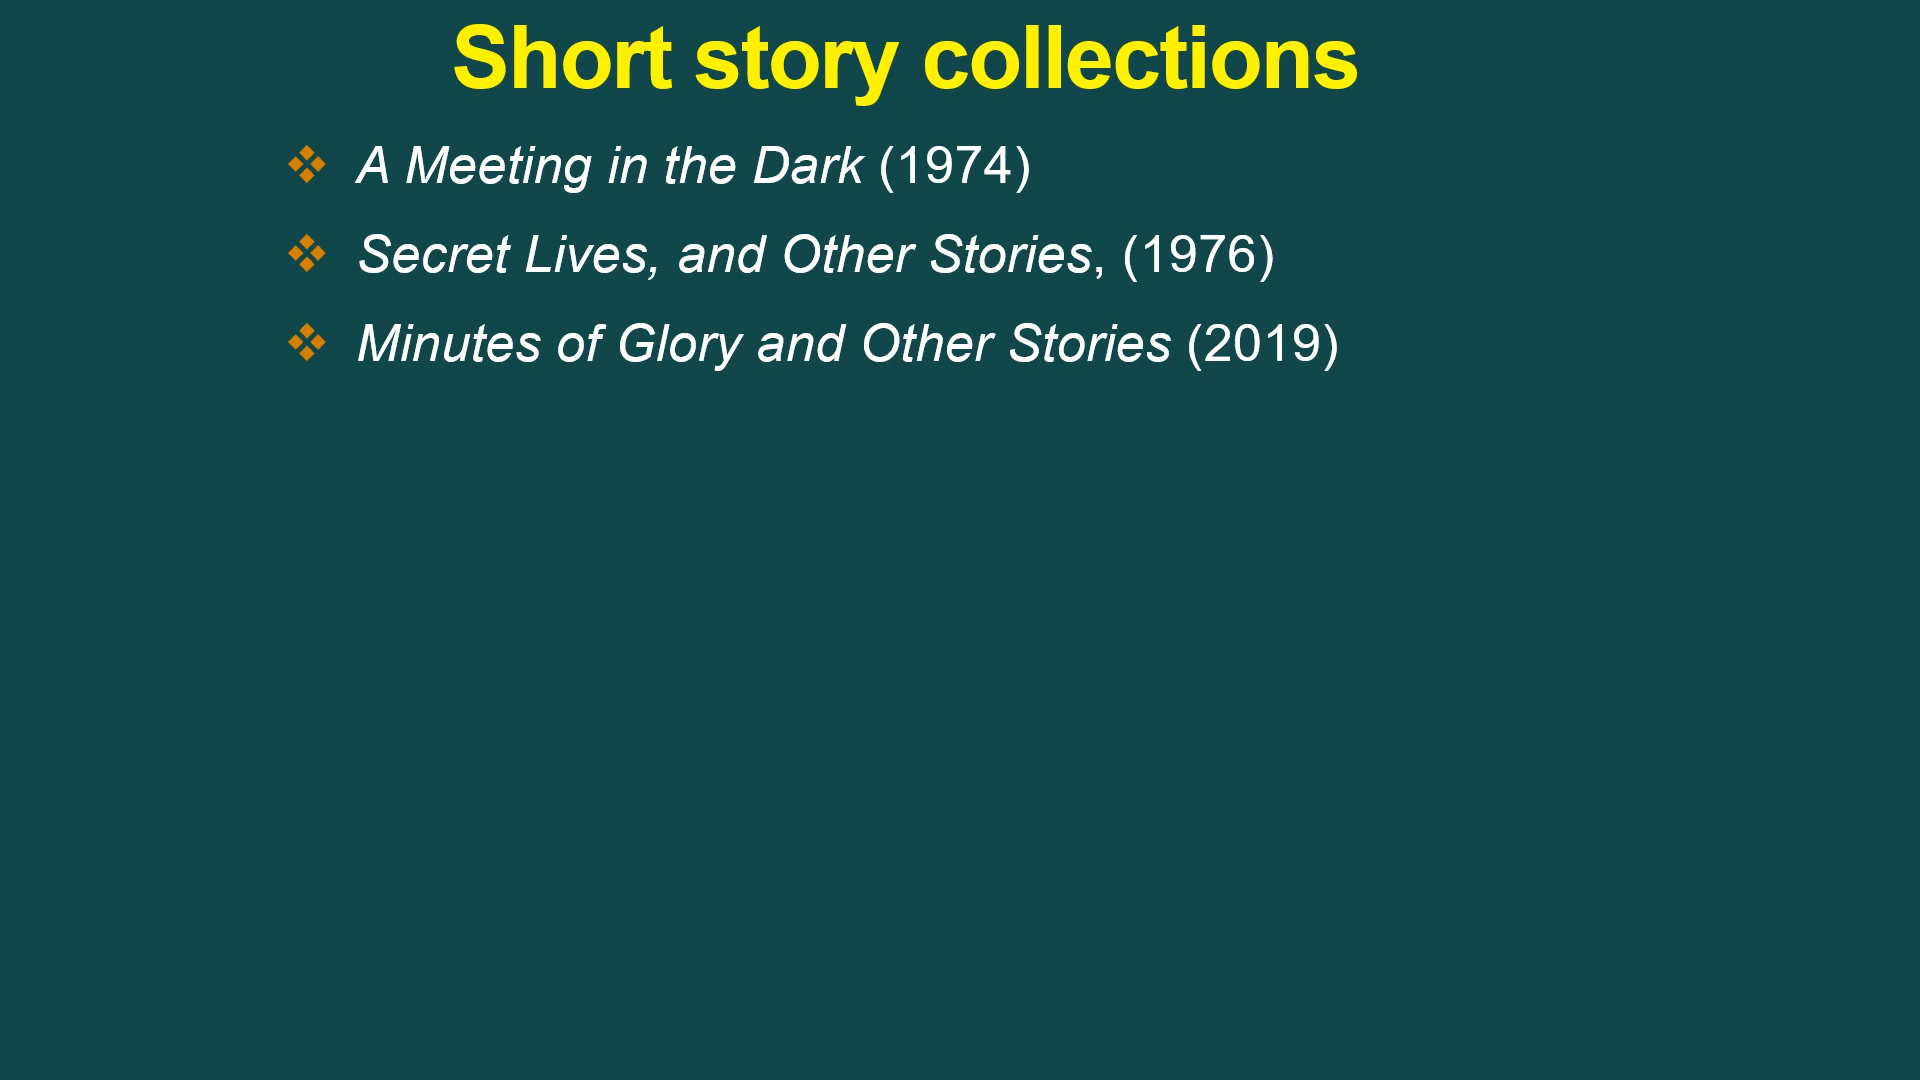 Short story collections
❖ A Meeting in the Dark (1974)
❖ Secret Lives, and Other Stories, (1976)
❖ Minutes of Glory and Other Stories (2019)